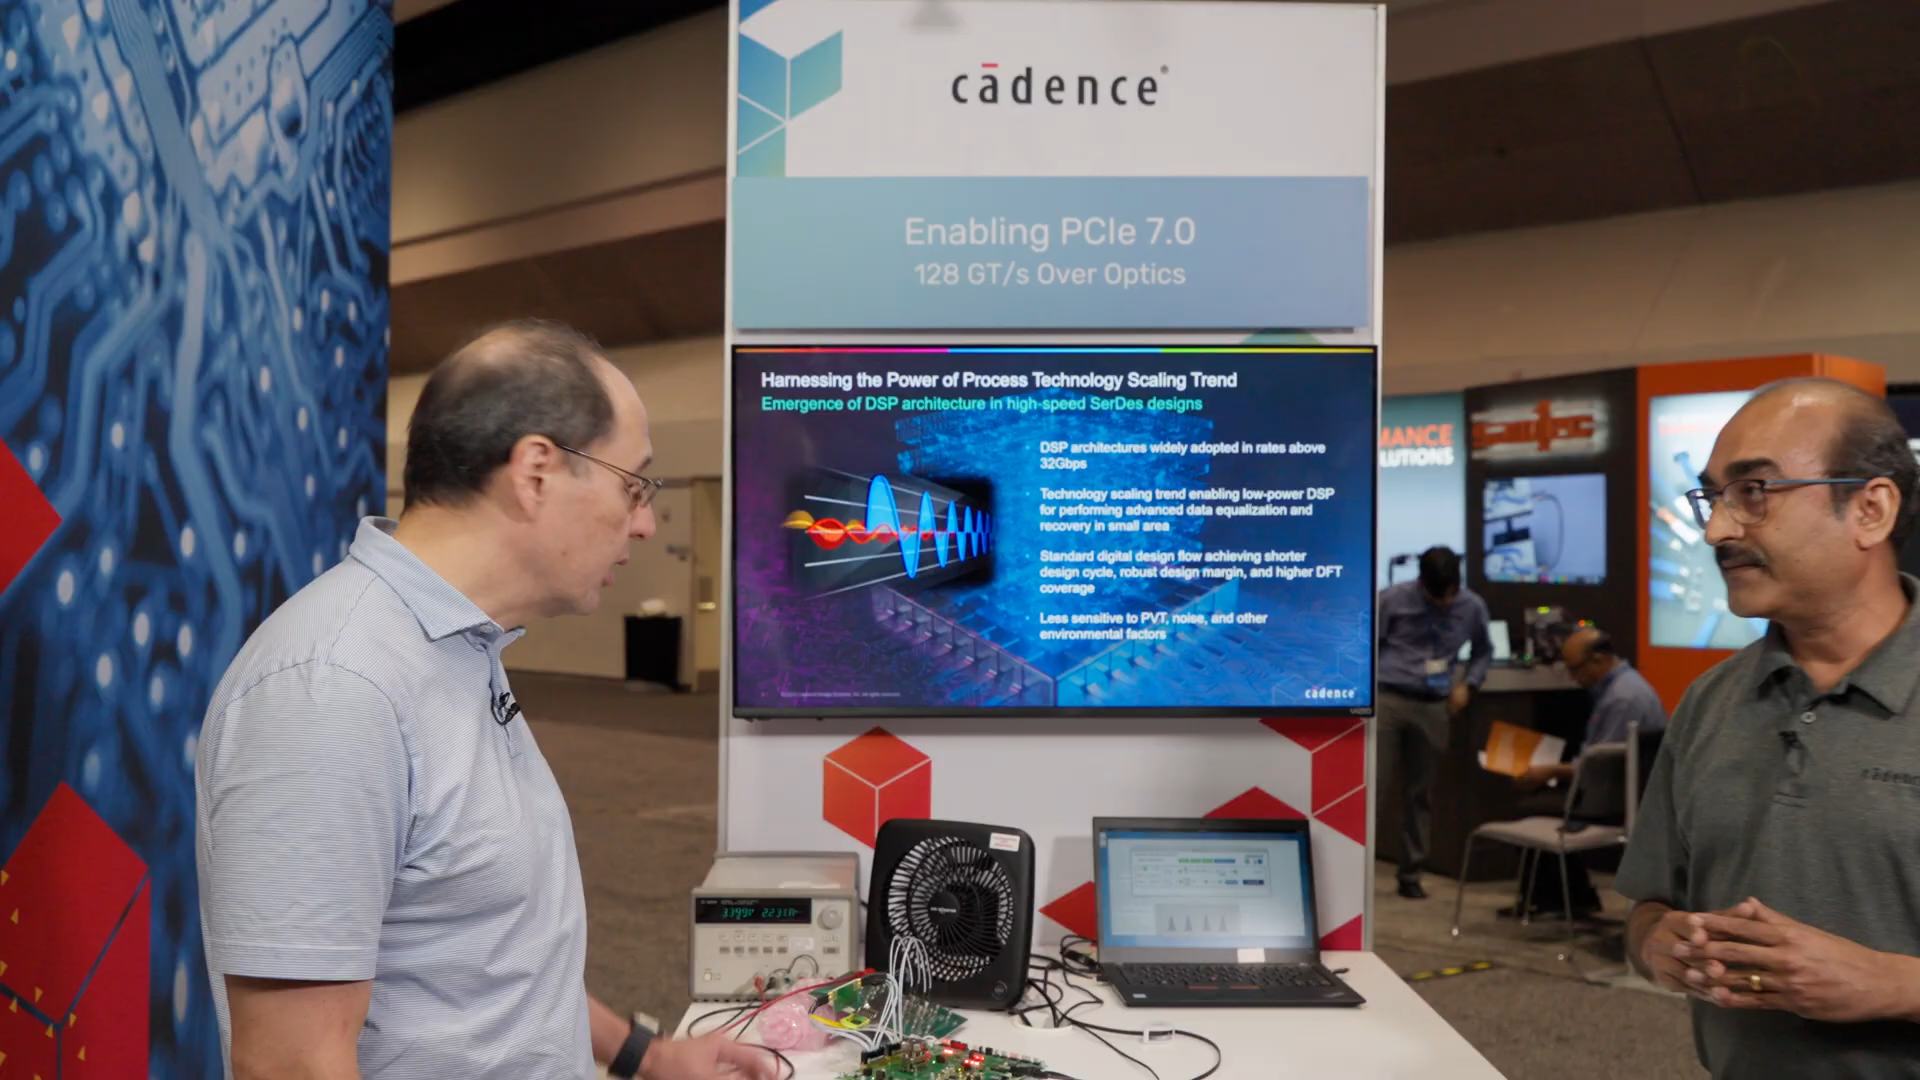 cādence®
Enabling PCIe 7.0
128 GT/s Over Optics
Harnessing the Power of Process Technology Scaling Trend
Emergence of DSP architecture in high-speed SerDes designs
DSP architectures widely adopted in rates above
32Gbps
Technology scaling trend enabling low-power DSP
for performing advanced data equalization and
recovery in small area
Standard digital design flow achieving shorter
design cycle, robust design margin, and higher DFT
coverage
Less sensitive to PVT, noise, and other
environmental factors
cādence
MANCE
LUTIONS
cādence